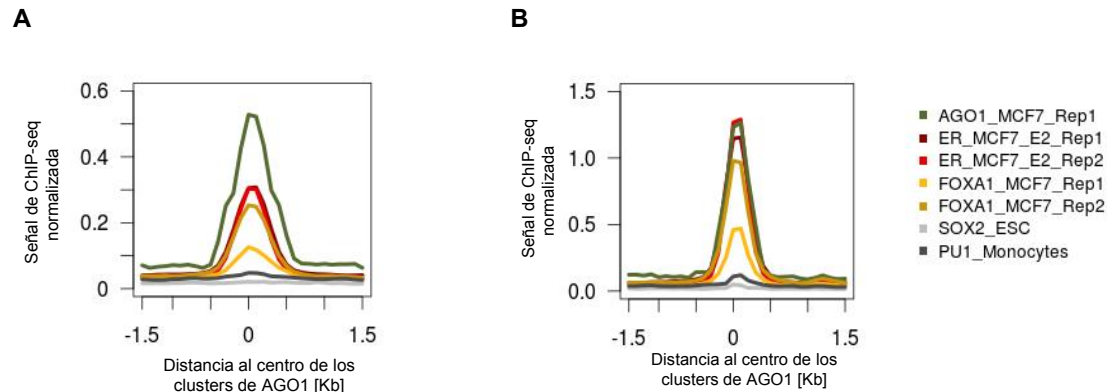 A
B
Señal de ChIP-seq
normalizada
0.6
0.4
0.2
0
-1.5
0
1.5
Distancia al centro de los
clusters de AGO1 [Kb]
Señal de ChIP-seq
normalizada
1.5
1.0
0.5
0.0
-1.5
0
1.5
Distancia al centro de los
clusters de AGO1 [Kb]
AGO1_MCF7_Rep1
ER_MCF7_E2_Rep1
ER_MCF7_E2_Rep2
FOXA1_MCF7_Rep1
FOXA1_MCF7_Rep2
SOX2_ESC
PU1_Monocytes